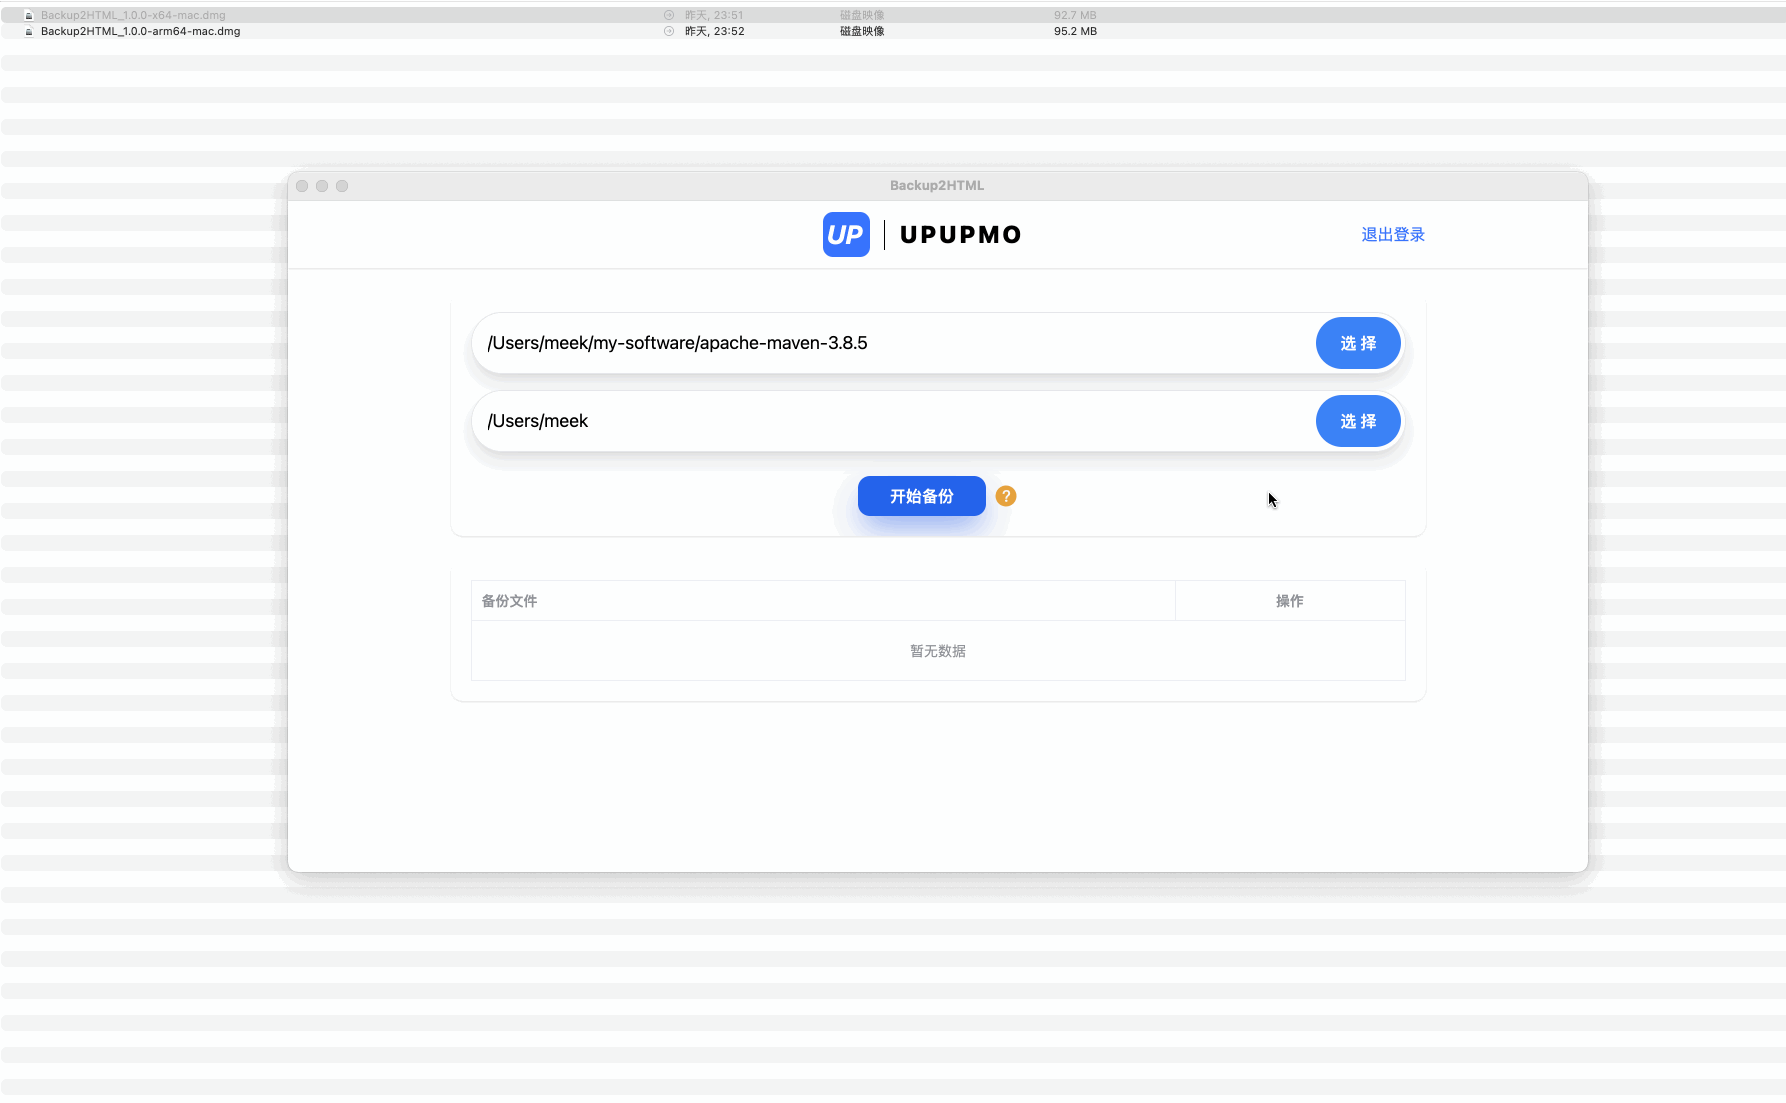 Backup2HTML_1.0.0-x64-mac.dmg 昨天, 23:51 磁盘映像 92.7 MB
Backup2HTML_1.0.0-arm64-mac.dmg 昨天, 23:52 磁盘映像 95.2 MB
Backup2HTML
UP UPUPMO 退出登录
/Users/meek/my-software/apache-maven-3.8.5 选 择
/Users/meek 选 择
开始备份 ?
备份文件 操作
暂无数据